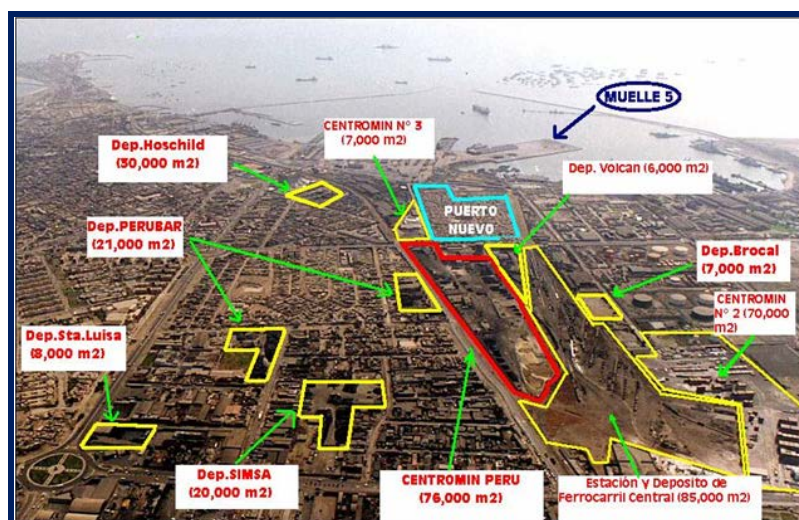 MUELLE 5
CENTROMIN N° 3
(7,000 m2)
Dep.Hoschild
(30,000 m2)
Dep. Volcan (6,000 m2)
PUERTO
NUEVO
Dep.PERUBAR
(21,000 m2)
Dep.Brocal
(7,000 m2)
CENTROMIN
N° 2 (70,000
m2)
Dep.Sta.Luisa
(8,000 m2)
Dep.SIMSA
(20,000 m2)
CENTROMIN PERU
(76,000 m2)
Estación y Deposito de
Ferrocarril Central (85,000 m2)